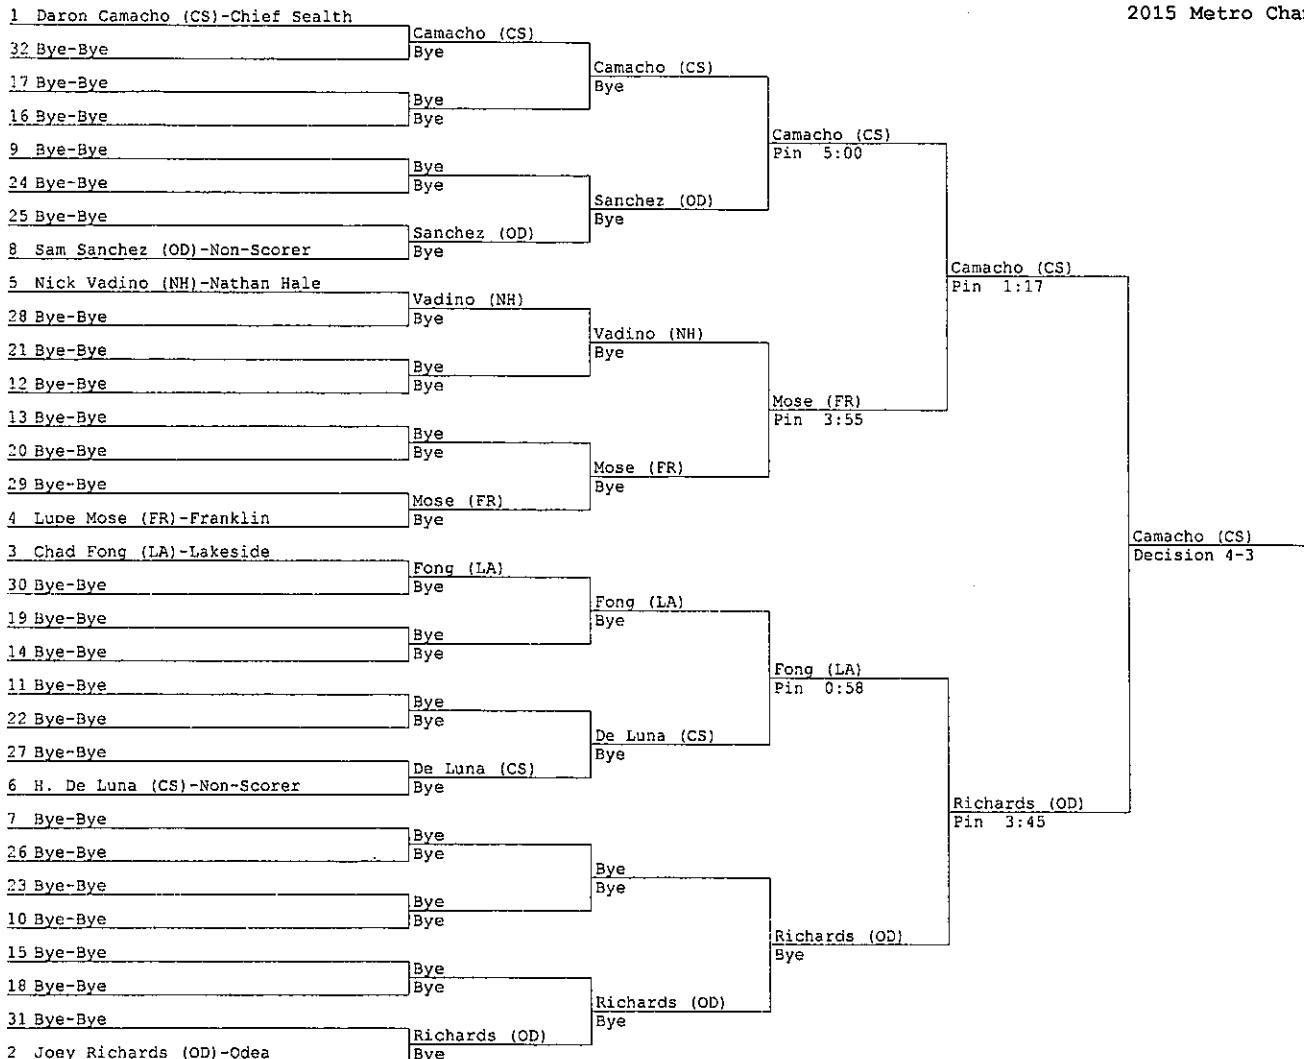 2015 Metro Cha
1 Daron Camacho (CS)-Chief Sealth
32 Bye-Bye
17 Bye-Bye
16 Bye-Bye
9 Bye-Bye
24 Bye-Bye
25 Bye-Bye
8 Sam Sanchez (OD)-Non-Scorer
5 Nick Vadino (NH)-Nathan Hale
28 Bye-Bye
21 Bye-Bye
12 Bye-Bye
13 Bye-Bye
20 Bye-Bye
29 Bye-Bye
4 Lupe Mose (FR)-Franklin
3 Chad Fong (LA)-Lakeside
30 Bye-Bye
19 Bye-Bye
14 Bye-Bye
11 Bye-Bye
22 Bye-Bye
27 Bye-Bye
6 H. De Luna (CS)-Non-Scorer
7 Bye-Bye
26 Bye-Bye
23 Bye-Bye
10 Bye-Bye
15 Bye-Bye
18 Bye-Bye
31 Bye-Bye
2 Joey Richards (OD)-Odea
Camacho (CS)
Bye
Bye
Bye
Bye
Bye
Sanchez (OD)
Bye
Vadino (NH)
Bye
Bye
Bye
Bye
Bye
Mose (FR)
Bye
Fong (LA)
Bye
Bye
Bye
Bye
Bye
De Luna (CS)
Bye
Bye
Bye
Bye
Bye
Bye
Bye
Richards (OD)
Bye
Camacho (CS)
Bye
Sanchez (OD)
Bye
Vadino (NH)
Bye
Mose (FR)
Bye
Fong (LA)
Bye
De Luna (CS)
Bye
Bye
Bye
Richards (OD)
Bye
Camacho (CS)
Pin 5:00
Mose (FR)
Pin 3:55
Fong (LA)
Pin 0:58
Richards (OD)
Bye
Camacho (CS)
Pin 1:17
Richards (OD)
Pin 3:45
Camacho (CS)
Decision 4-3